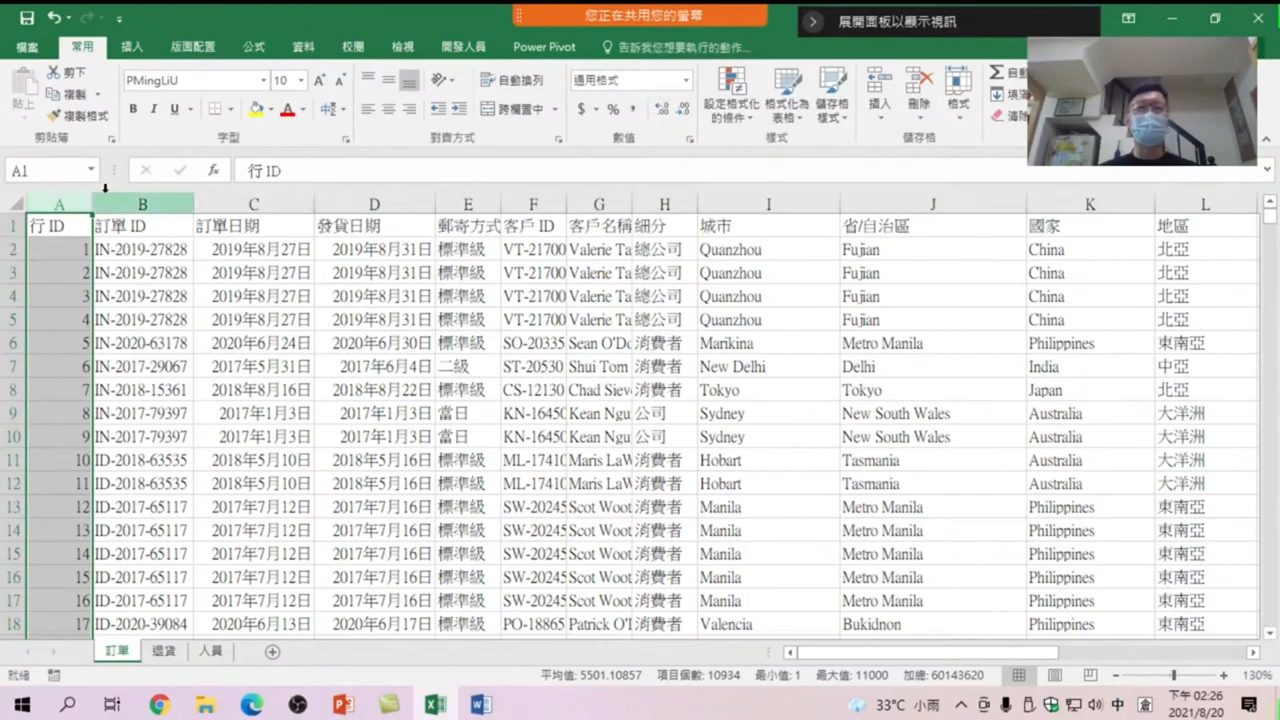 您正在共用您的螢幕
展開面板以顯示視訊
檔案 常用 插入 版面配置 公式 資料 校閱 檢視 開發人員 Power Pivot 告訴我您想要執行的動作...
貼上 剪下 複製 複製格式 剪貼簿
PMingLiU 10 B I U 字型
自動換列 跨欄置中 對齊方式
通用格式 $ % , 數值
設定格式化的條件 格式化為表格 儲存格樣式 樣式
插入 刪除 格式 儲存格
A1 fx 行 ID
A B C D E F G H I J K L
1 行 ID 訂單 ID 訂單日期 發貨日期 郵寄方式 客戶 ID 客戶名稱 細分 城市 省/自治區 國家 地區
2 1 IN-2019-27828 2019年8月27日 2019年8月31日 標準級 VT-21700 Valerie Ta 總公司 Quanzhou Fujian China 北亞
3 2 IN-2019-27828 2019年8月27日 2019年8月31日 標準級 VT-21700 Valerie Ta 總公司 Quanzhou Fujian China 北亞
4 3 IN-2019-27828 2019年8月27日 2019年8月31日 標準級 VT-21700 Valerie Ta 總公司 Quanzhou Fujian China 北亞
5 4 IN-2019-27828 2019年8月27日 2019年8月31日 標準級 VT-21700 Valerie Ta 總公司 Quanzhou Fujian China 北亞
6 5 IN-2020-63178 2020年6月24日 2020年6月30日 標準級 SO-20335 Sean O'Do 消費者 Marikina Metro Manila Philippines 東南亞
7 6 IN-2017-29067 2017年5月31日 2017年6月4日 二級 ST-20530 Shui Tom 消費者 New Delhi Delhi India 中亞
8 7 IN-2018-15361 2018年8月16日 2018年8月22日 標準級 CS-12130 Chad Siev 消費者 Tokyo Tokyo Japan 北亞
9 8 IN-2017-79397 2017年1月3日 2017年1月3日 當日 KN-16450 Kean Ngu 公司 Sydney New South Wales Australia 大洋洲
10 9 IN-2017-79397 2017年1月3日 2017年1月3日 當日 KN-16450 Kean Ngu 公司 Sydney New South Wales Australia 大洋洲
11 10 ID-2018-63535 2018年5月10日 2018年5月16日 標準級 ML-17410 Maris LaW 消費者 Hobart Tasmania Australia 大洋洲
12 11 ID-2018-63535 2018年5月10日 2018年5月16日 標準級 ML-17410 Maris LaW 消費者 Hobart Tasmania Australia 大洋洲
13 12 ID-2017-65117 2017年7月12日 2017年7月16日 標準級 SW-20245 Scot Woot 消費者 Manila Metro Manila Philippines 東南亞
14 13 ID-2017-65117 2017年7月12日 2017年7月16日 標準級 SW-20245 Scot Woot 消費者 Manila Metro Manila Philippines 東南亞
15 14 ID-2017-65117 2017年7月12日 2017年7月16日 標準級 SW-20245 Scot Woot 消費者 Manila Metro Manila Philippines 東南亞
16 15 ID-2017-65117 2017年7月12日 2017年7月16日 標準級 SW-20245 Scot Woot 消費者 Manila Metro Manila Philippines 東南亞
17 16 ID-2017-65117 2017年7月12日 2017年7月16日 標準級 SW-20245 Scot Woot 消費者 Manila Metro Manila Philippines 東南亞
18 17 ID-2020-39084 2020年6月13日 2020年6月17日 標準級 PO-18865 Patrick O'I 消費者 Valencia Bukidnon Philippines 東南亞
訂單 退貨 人員
就緒 平均值: 5501.10857 項目個數: 10934 最小值: 1 最大值: 11000 加總: 60143620 130%
33°C 小雨 中 下午 02:26
2021/8/20